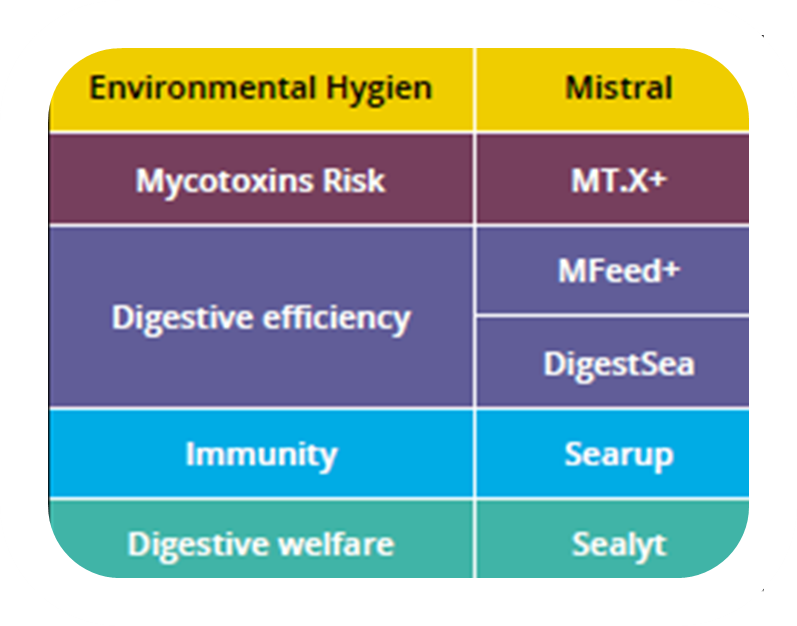 Environmental Hygien
Mistral
Mycotoxins Risk
MT.X+
Digestive efficiency
MFeed+
DigestSea
Immunity
Searup
Digestive welfare
Sealyt